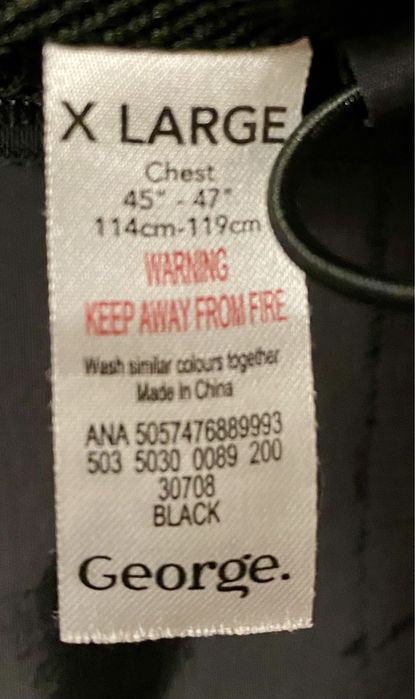 X LARGE
Chest
45" - 47"
114cm-119cm
WARNING
KEEP AWAY FROM FIRE
Wash similar colours together
Made in China
ANA 5057476889993
503 5030 0089 200
30708
BLACK
George.